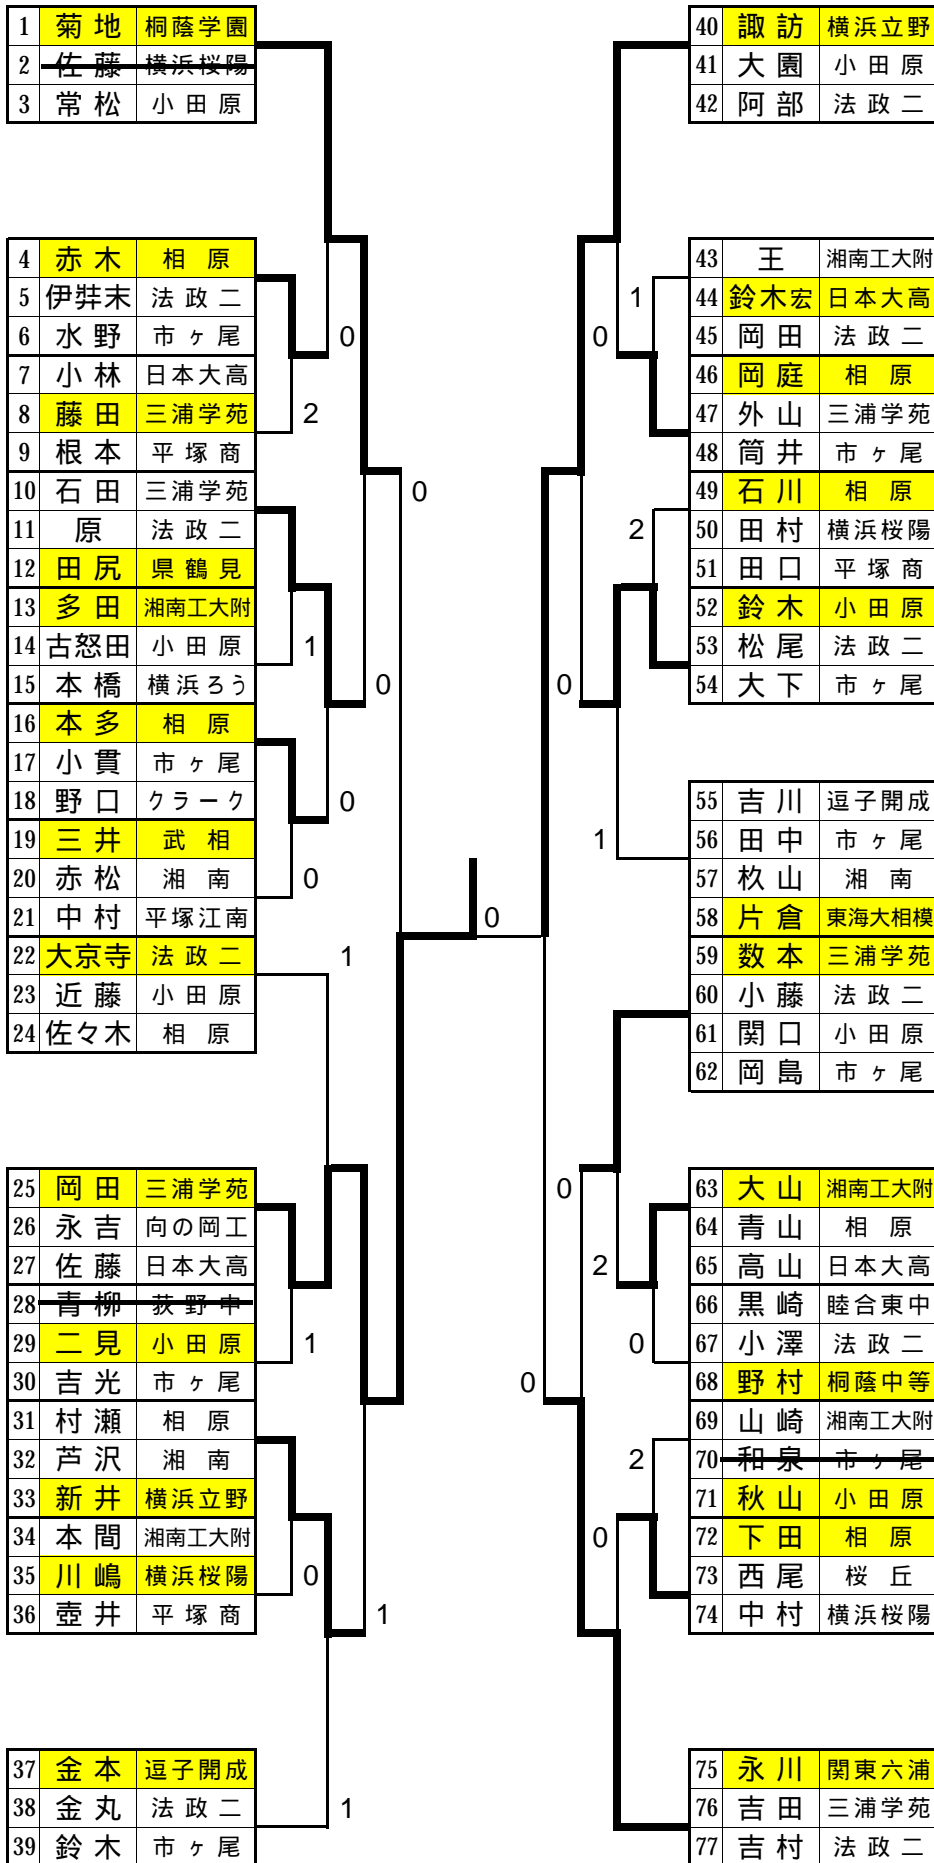 1 菊地 桐蔭学園
2 佐藤 横浜桜陽
3 常松 小田原
4 赤木 相原
5 伊弉末 法政二
6 水野 市ヶ尾
7 小林 日本大高
8 藤田 三浦学苑
9 根本 平塚商
10 石田 三浦学苑
11 原 法政二
12 田尻 県鶴見
13 多田 湘南工大附
14 古怒田 小田原
15 本橋 横浜ろう
16 本多 相原
17 小貫 市ヶ尾
18 野口 クラーク
19 三井 武相
20 赤松 湘南
21 中村 平塚江南
22 大京寺 法政二
23 近藤 小田原
24 佐々木 相原
25 岡田 三浦学苑
26 永吉 向の岡工
27 佐藤 日本大高
28 青柳 荻野中
29 二見 小田原
30 吉光 市ヶ尾
31 村瀬 相原
32 芦沢 湘南
33 新井 横浜立野
34 本間 湘南工大附
35 川嶋 横浜桜陽
36 壺井 平塚商
37 金本 逗子開成
38 金丸 法政二
39 鈴木 市ヶ尾
0
2
0
1
0
0
0
1
1
0
1
1
0
40 諏訪 横浜立野
41 大園 小田原
42 阿部 法政二
43 王 湘南工大附
44 鈴木宏 日本大高
45 岡田 法政二
46 岡庭 相原
47 外山 三浦学苑
48 筒井 市ヶ尾
49 石川 相原
50 田村 横浜桜陽
51 田口 平塚商
52 鈴木 小田原
53 松尾 法政二
54 大下 市ヶ尾
55 吉川 逗子開成
56 田中 市ヶ尾
57 杦山 湘南
58 片倉 東海大相模
59 数本 三浦学苑
60 小藤 法政二
61 関口 小田原
62 岡島 市ヶ尾
63 大山 湘南工大附
64 青山 相原
65 高山 日本大高
66 黒崎 睦合東中
67 小澤 法政二
68 野村 桐蔭中等
69 山崎 湘南工大附
70 和泉 市ヶ尾
71 秋山 小田原
72 下田 相原
73 西尾 桜丘
74 中村 横浜桜陽
75 永川 関東六浦
76 吉田 三浦学苑
77 吉村 法政二
1
0
2
0
1
0
2
0
0
2
0